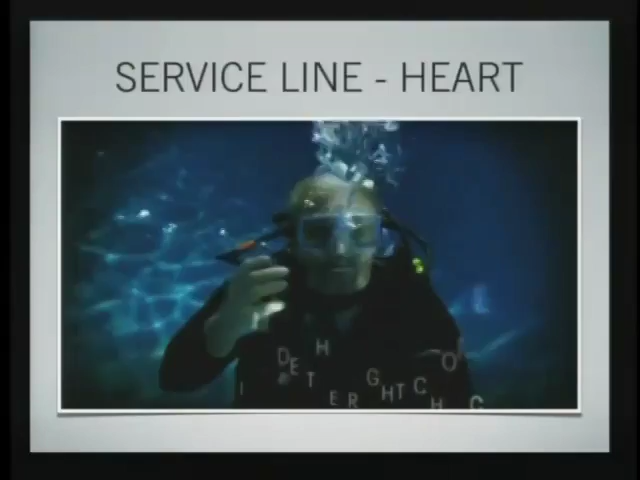 SERVICE LINE - HEART
H
D E T
O
G H T C H
I E R C